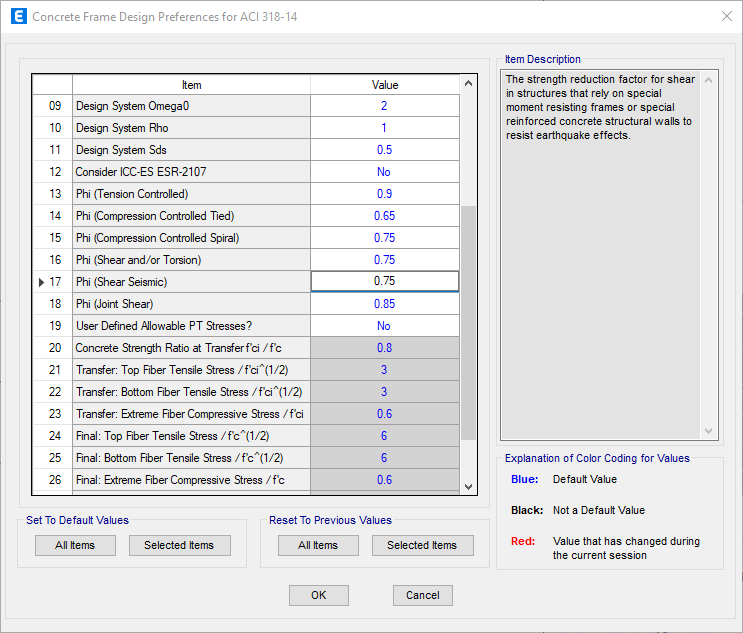 E Concrete Frame Design Preferences for ACI 318-14
Item Value
09 Design System Omega0 2
10 Design System Rho 1
11 Design System Sds 0.5
12 Consider ICC-ES ESR-2107 No
13 Phi (Tension Controlled) 0.9
14 Phi (Compression Controlled Tied) 0.65
15 Phi (Compression Controlled Spiral) 0.75
16 Phi (Shear and/or Torsion) 0.75
17 Phi (Shear Seismic) 0.75
18 Phi (Joint Shear) 0.85
19 User Defined Allowable PT Stresses? No
20 Concrete Strength Ratio at Transfer f'ci / f'c 0.8
21 Transfer: Top Fiber Tensile Stress / f'ci^(1/2) 3
22 Transfer: Bottom Fiber Tensile Stress / f'ci^(1/2) 3
23 Transfer: Extreme Fiber Compressive Stress / f'ci 0.6
24 Final: Top Fiber Tensile Stress / f'c^(1/2) 6
25 Final: Bottom Fiber Tensile Stress / f'c^(1/2) 6
26 Final: Extreme Fiber Compressive Stress / f'c 0.6
Set To Default Values
All Items Selected Items
Reset To Previous Values
All Items Selected Items
Item Description
The strength reduction factor for shear
in structures that rely on special
moment resisting frames or special
reinforced concrete structural walls to
resist earthquake effects.
Explanation of Color Coding for Values
Blue: Default Value
Black: Not a Default Value
Red: Value that has changed during
the current session
OK Cancel